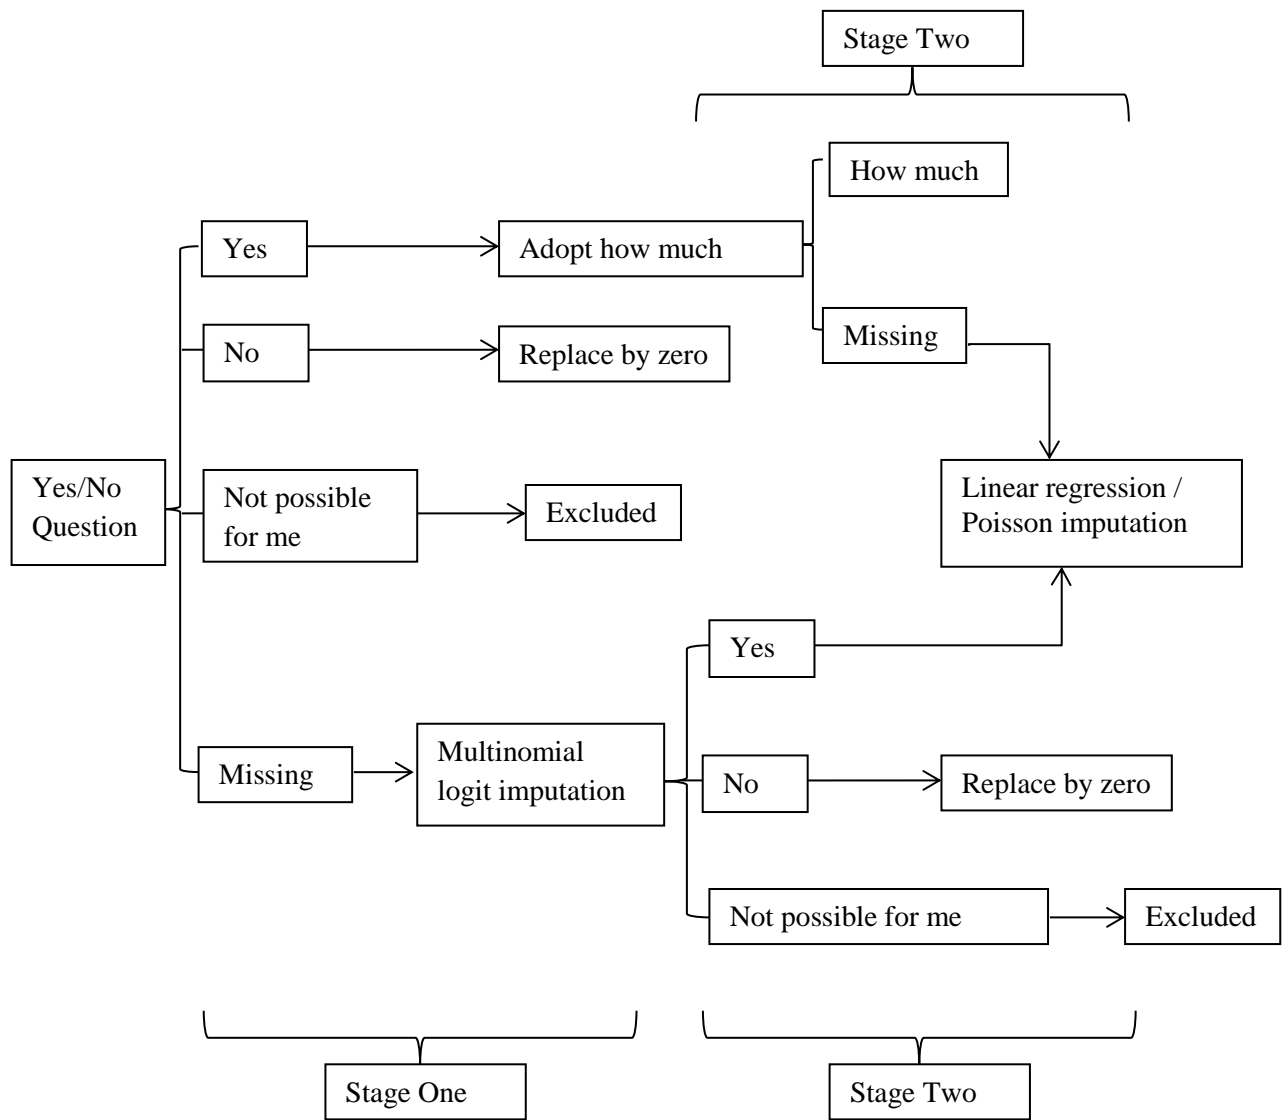 Stage Two
How much
Yes
Adopt how much
No
Replace by zero
Missing
Yes/No
Question
Not possible
for me
Excluded
Linear regression /
Poisson imputation
Yes
Missing
Multinomial
logit imputation
No
Replace by zero
Not possible for me
Excluded
Stage One
Stage Two